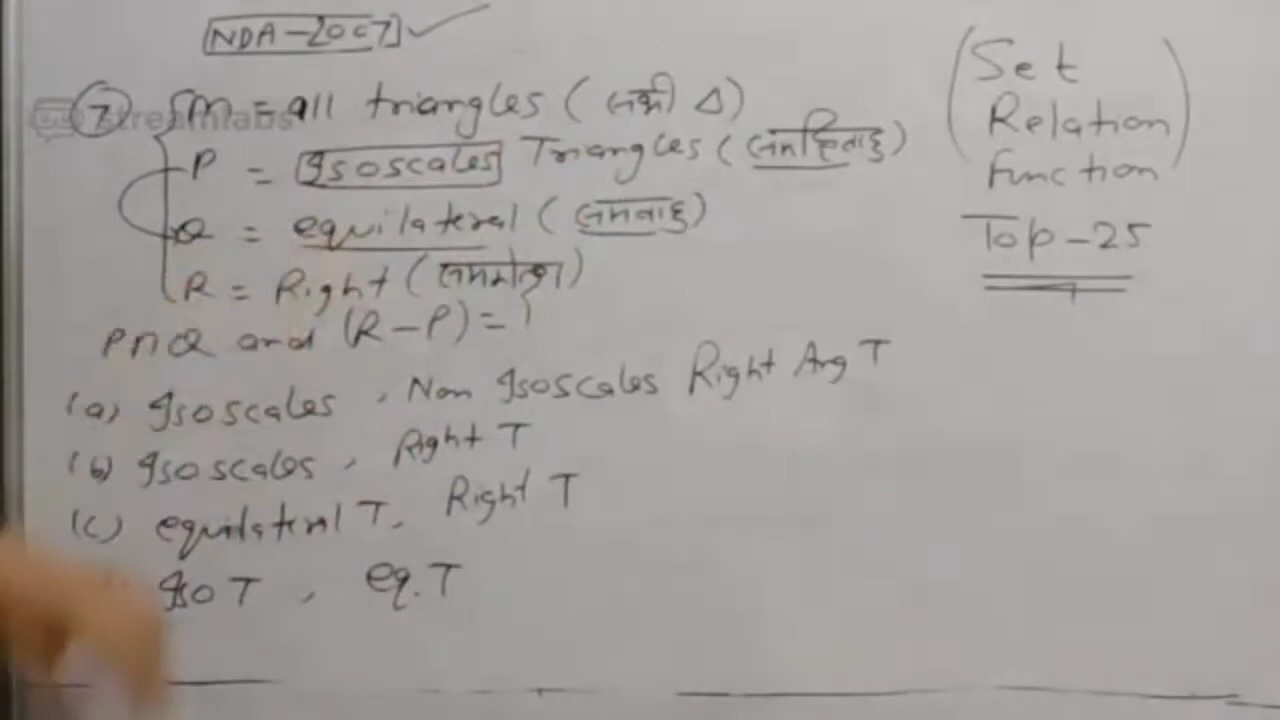 NDA-2007
7 M = all triangles (सभी Δ)
P = Isoscales Triangles (समद्विबाहु)
Q = equilateral (समबाहु)
R = Right (समकोण)
P∩Q and (R-P) = ?
(a) Isoscales, Non Isoscales Right Ang T
(b) Isoscales, Right T
(c) equilateral T, Right T
Iso T, eq. T
(Set
Relation
function)
Top-25
streamlabs